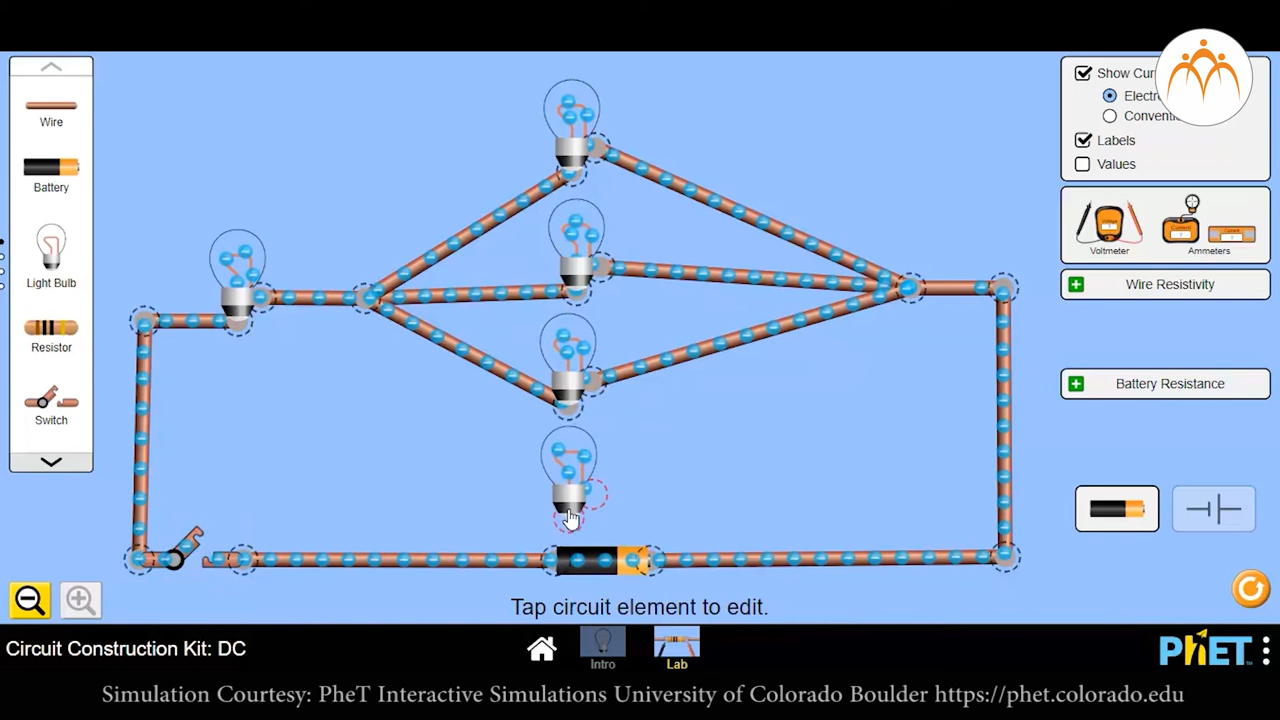 Wire
Battery
Light Bulb
Resistor
Switch
Show Cur
Electro
Conventi
Labels
Values
Voltmeter
Ammeters
Wire Resistivity
Battery Resistance
Tap circuit element to edit.
Circuit Construction Kit: DC
Intro
Lab
PhET
Simulation Courtesy: PheT Interactive Simulations University of Colorado Boulder https://phet.colorado.edu